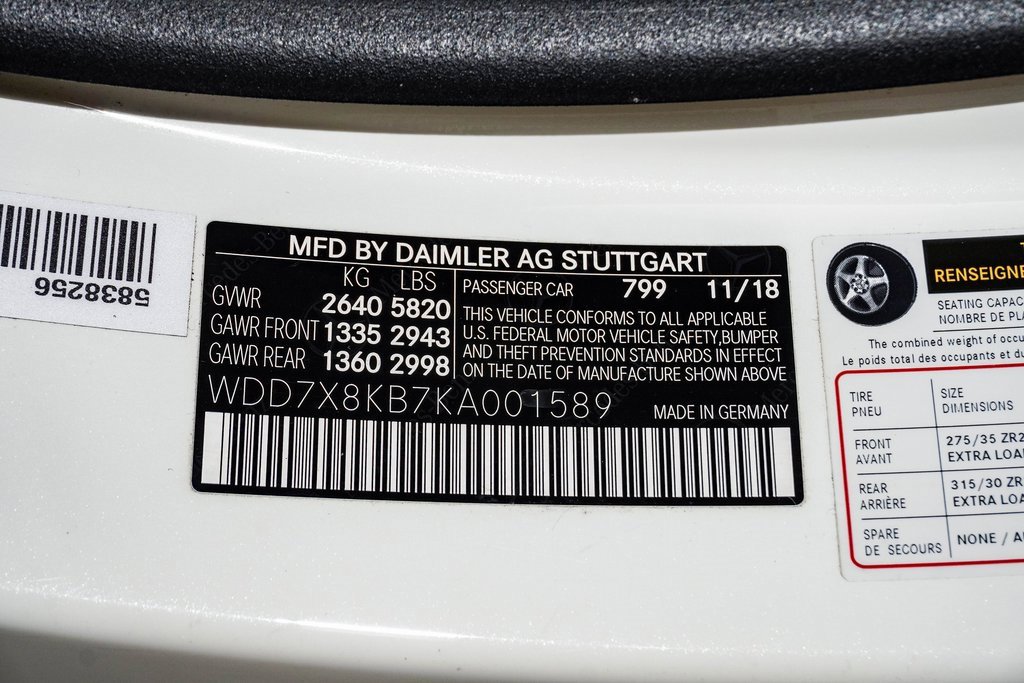 5838256
MFD BY DAIMLER AG STUTTGART
KG LBS
GVWR 2640 5820
GAWR FRONT 1335 2943
GAWR REAR 1360 2998
PASSENGER CAR 799 11/18
THIS VEHICLE CONFORMS TO ALL APPLICABLE
U.S. FEDERAL MOTOR VEHICLE SAFETY,BUMPER
AND THEFT PREVENTION STANDARDS IN EFFECT
ON THE DATE OF MANUFACTURE SHOWN ABOVE
WDD7X8KB7KA001589
MADE IN GERMANY
RENSEIGNE
SEATING CAPAC
NOMBRE DE PLA
The combined weight of occu
Le poids total des occupants et du
TIRE
PNEU
SIZE
DIMENSIONS
FRONT
AVANT
275/35 ZR2
EXTRA LOA
REAR
ARRIÈRE
315/30 ZR
EXTRA LOA
SPARE
DE SECOURS
NONE / A